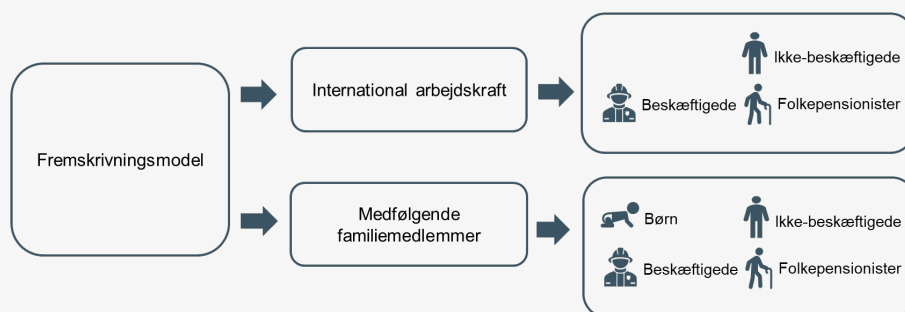 Fremskrivningsmodel
International arbejdskraft
Ikke-beskæftigede
Beskæftigede
Folkepensionister
Medfølgende
familiemedlemmer
Børn
Ikke-beskæftigede
Beskæftigede
Folkepensionister